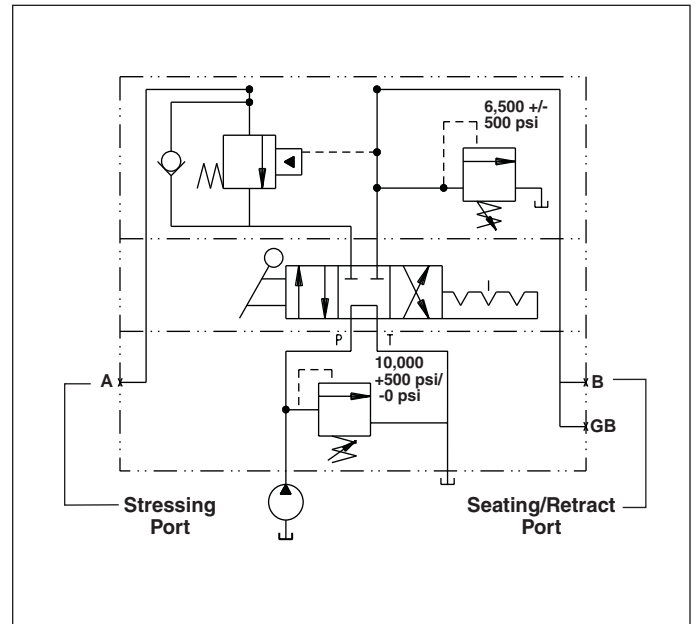 6,500 +/-
500 psi
P T
10,000
+500 psi/
-0 psi
A
B
GB
Stressing
Port
Seating/Retract
Port